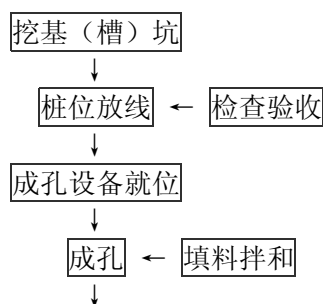 挖基（槽）坑
桩位放线 检查验收
成孔设备就位
成孔 填料拌和